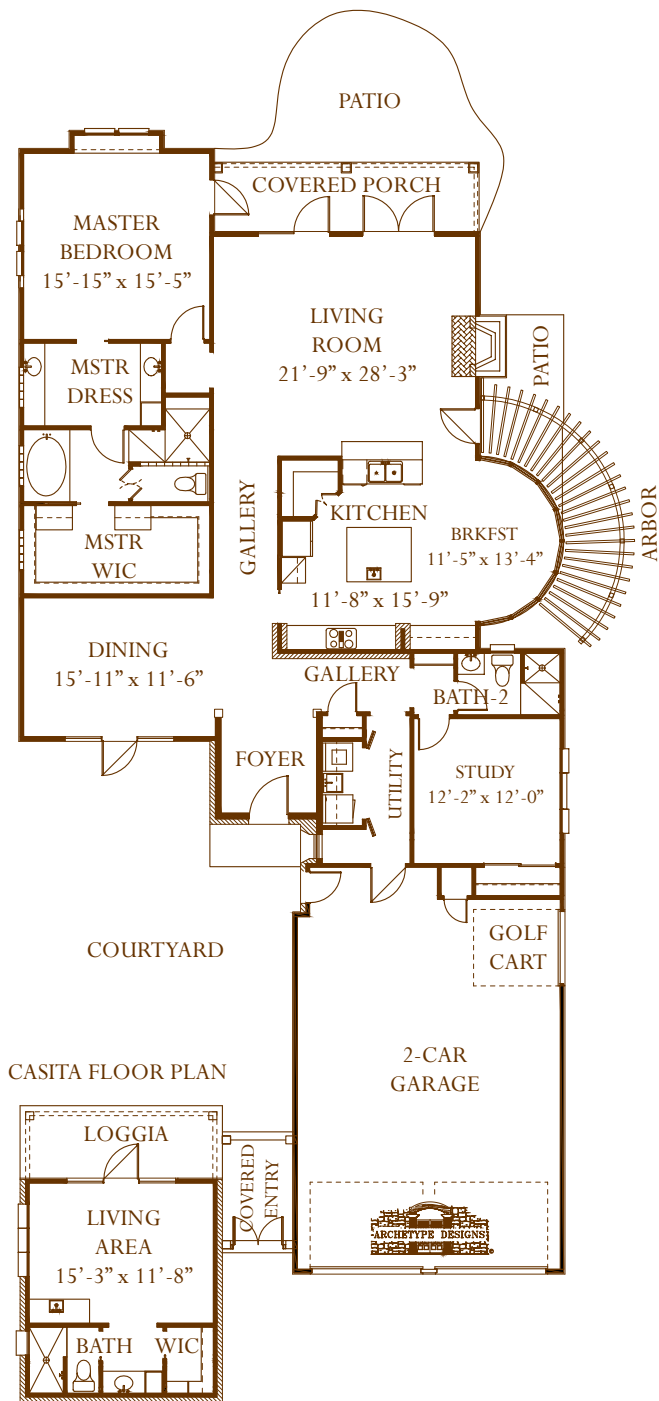 PATIO
COVERED PORCH
MASTER
BEDROOM
15'-15" x 15'-5"
LIVING
ROOM
21'-9" x 28'-3"
PATIO
MSTR
DRESS
ARBOR
GALLERY
KITCHEN
11'-8" x 15'-9"
BRKFST
11'-5" x 13'-4"
MSTR
WIC
DINING
15'-11" x 11'-6"
GALLERY
BATH-2
FOYER
UTILITY
STUDY
12'-2" x 12'-0"
GOLF
CART
COURTYARD
2-CAR
GARAGE
CASITA FLOOR PLAN
LOGGIA
COVERED
ENTRY
LIVING
AREA
15'-3" x 11'-8"
ARCHETYPE DESIGNS
BATH
WIC